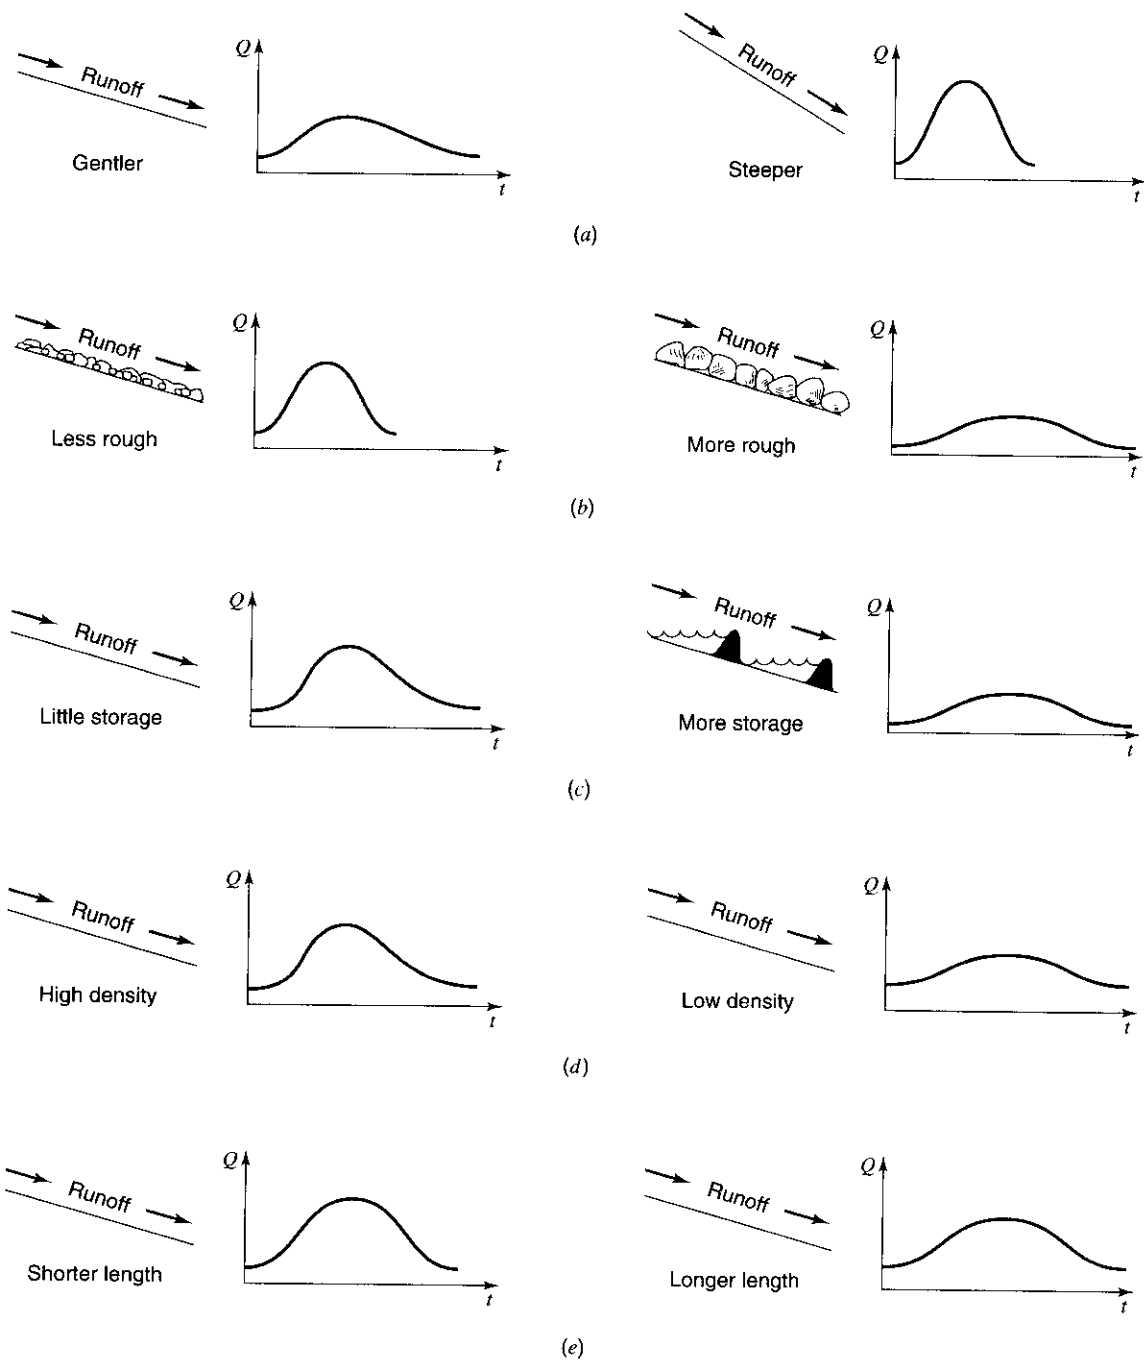 Q
Runoff
t
Gentler
Q
Runoff
t
Steeper
(a)
Q
Runoff
t
Less rough
Q
Runoff
t
More rough
(b)
Q
Runoff
t
Little storage
Q
Runoff
t
More storage
(c)
Q
Runoff
t
High density
Q
Runoff
t
Low density
(d)
Q
Runoff
t
Shorter length
Q
Runoff
t
Longer length
(e)